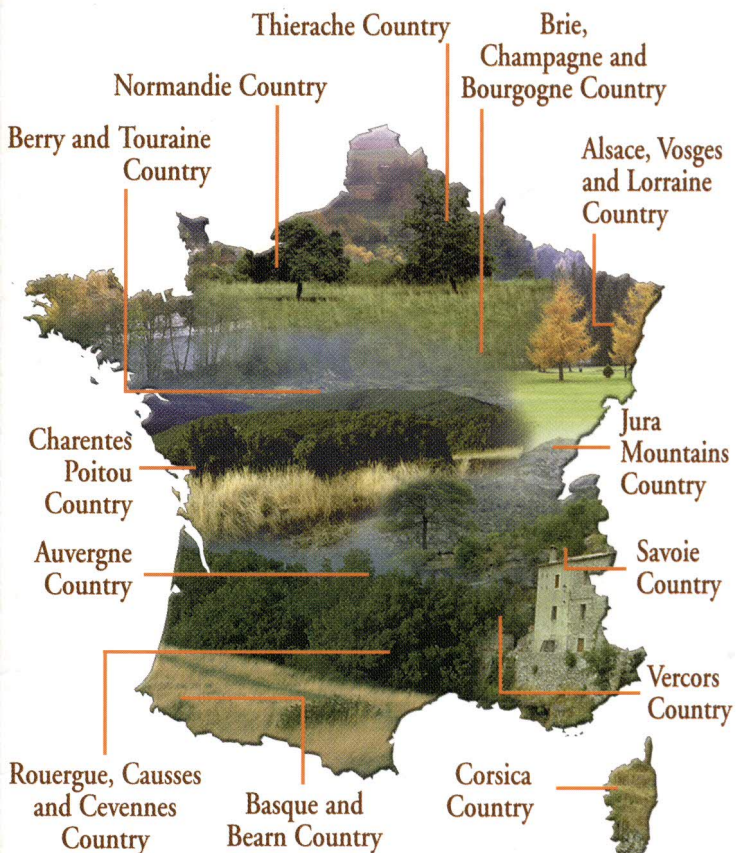 Thierache Country
Brie,
Champagne and
Bourgogne Country
Normandie Country
Berry and Touraine
Country
Alsace, Vosges
and Lorraine
Country
Charentes
Poitou
Country
Jura
Mountains
Country
Auvergne
Country
Savoie
Country
Vercors
Country
Rouergue, Causses
and Cevennes
Country
Basque and
Bearn Country
Corsica
Country